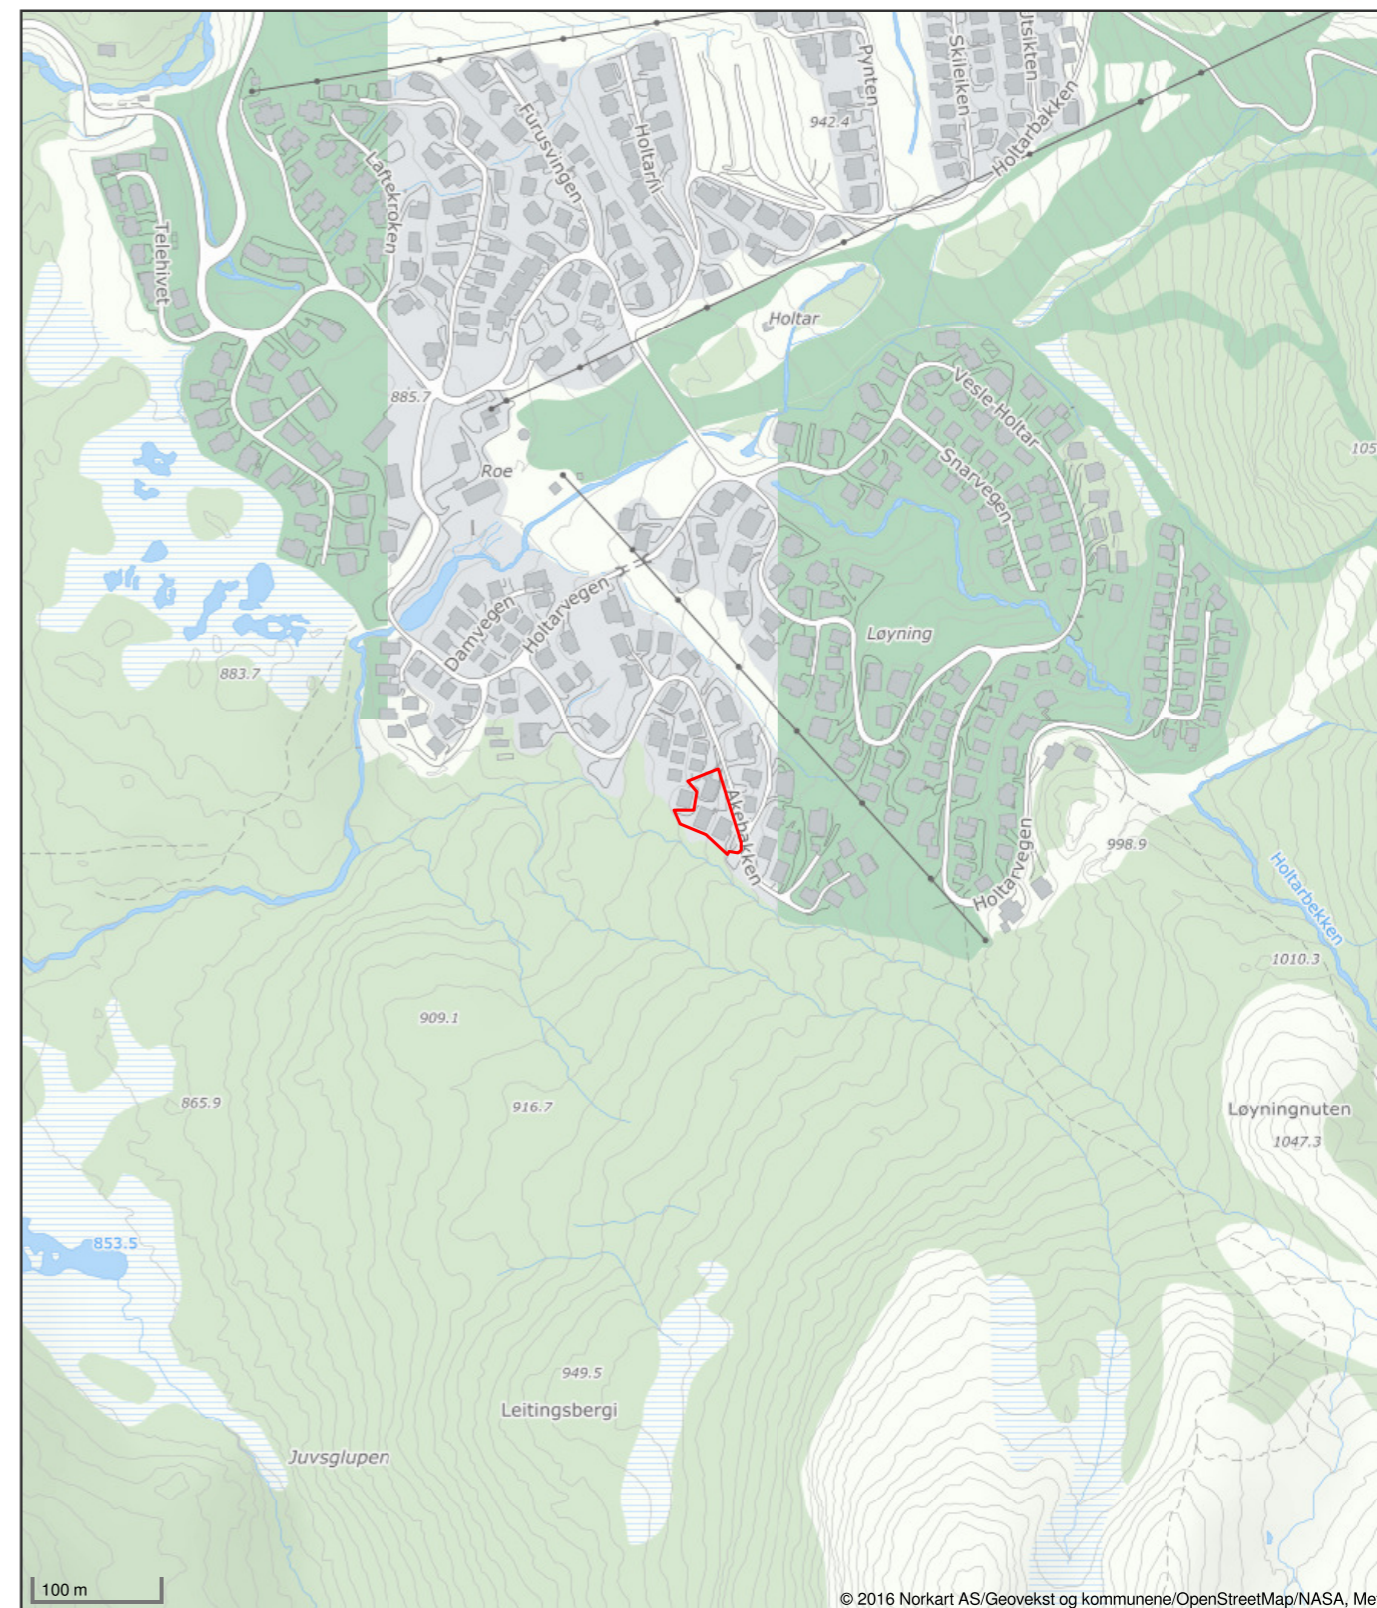 Pynten
Skileiken
Utsikten
Furusvingen
Holtarli
942.4
Holtarbakken
Laftekroken
Telehivet
Holtar
885.7
Vesle-Holtar
105
Roe
Snarvegen
Damvegen
Holtarvegen
Løyning
883.7
Akebakken
Holtarvegen
998.9
Holtarbekken
1010.3
909.1
865.9
916.7
Løyningnuten
1047.3
853.5
949.5
Leitingsbergi
Juvsglupen
100 m
© 2016 Norkart AS/Geovekst og kommunene/OpenStreetMap/NASA, Me